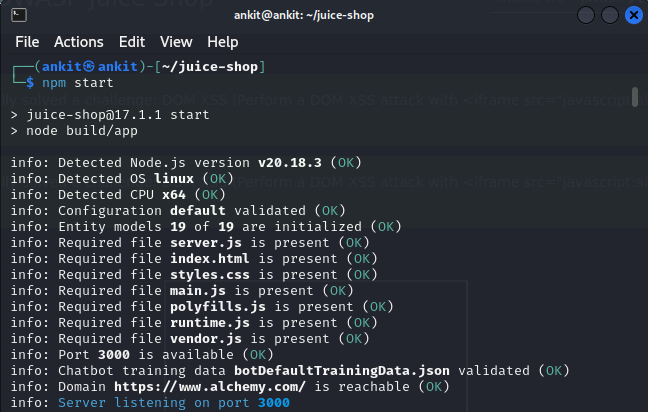 ankit@ankit: ~/juice-shop
File Actions Edit View Help
┌──(ankit㉿ankit)-[~/juice-shop]
└─$ npm start
> juice-shop@17.1.1 start
> node build/app
info: Detected Node.js version v20.18.3 (OK)
info: Detected OS linux (OK)
info: Detected CPU x64 (OK)
info: Configuration default validated (OK)
info: Entity models 19 of 19 are initialized (OK)
info: Required file server.js is present (OK)
info: Required file index.html is present (OK)
info: Required file styles.css is present (OK)
info: Required file main.js is present (OK)
info: Required file polyfills.js is present (OK)
info: Required file runtime.js is present (OK)
info: Required file vendor.js is present (OK)
info: Port 3000 is available (OK)
info: Chatbot training data botDefaultTrainingData.json validated (OK)
info: Domain https://www.alchemy.com/ is reachable (OK)
info: Server listening on port 3000